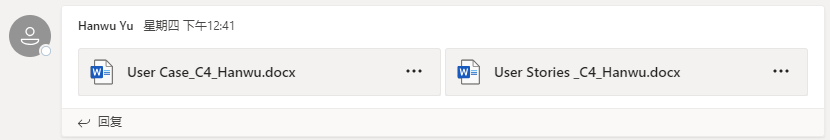 Hanwu Yu 星期四 下午12:41
User Case_C4_Hanwu.docx
User Stories _C4_Hanwu.docx
回复